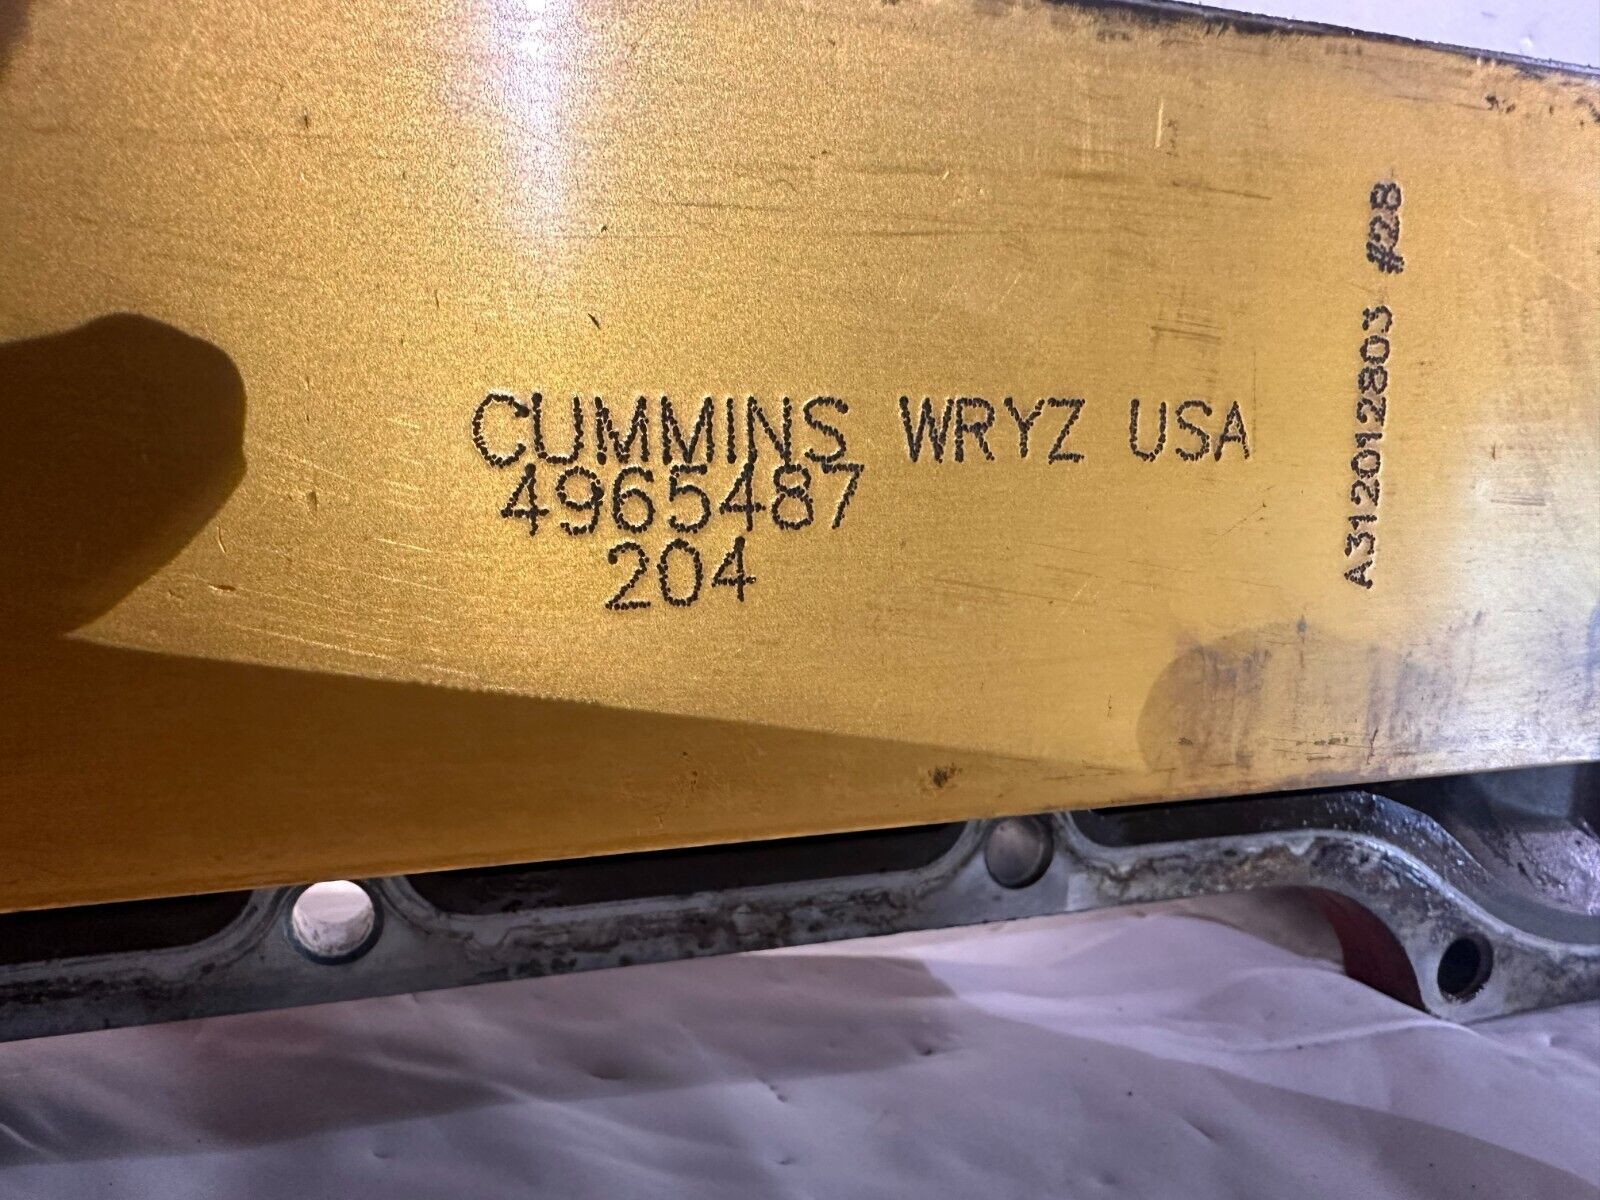 CUMMINS WRYZ USA
4965487
204
A312012803 #28